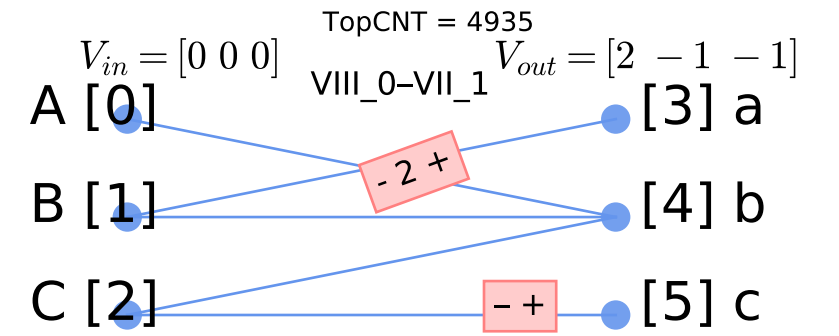 TopCNT = 4935
V_in = [0 0 0]
V_out = [2 −1 −1]
VIII_0–VII_1
A [0]
[3] a
- 2 +
B [1]
[4] b
C [2]
– +
[5] c